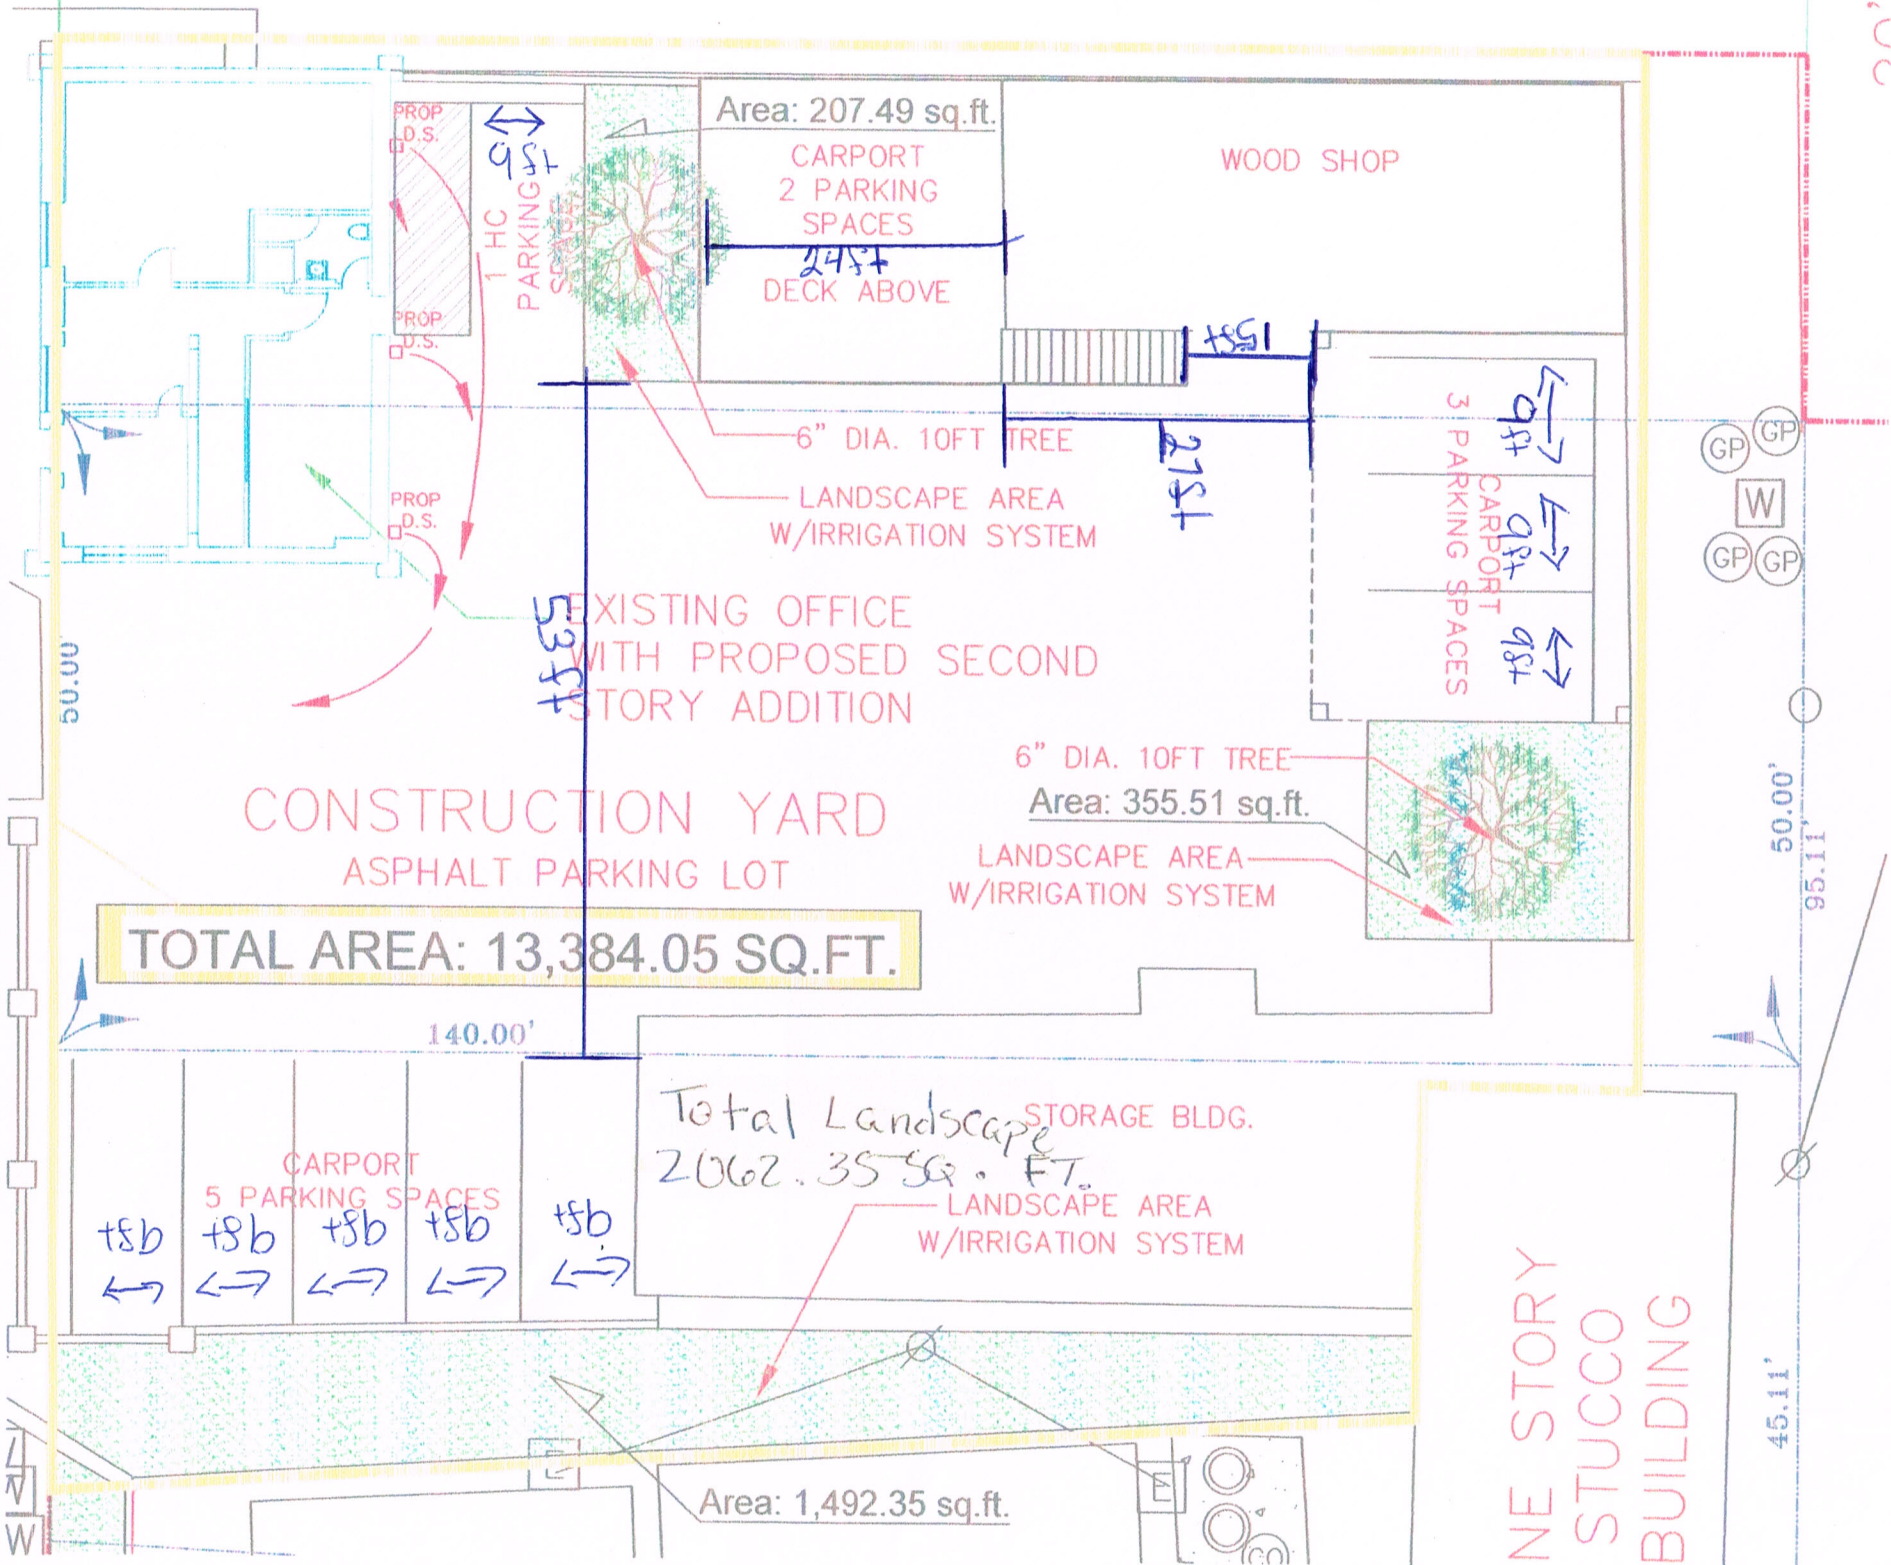 PROP
D.S.
9ft
1 HC
PARKING
Area: 207.49 sq.ft.
CARPORT
2 PARKING
SPACES
24ft
DECK ABOVE
WOOD SHOP
PROP
D.S.
15ft
27ft
3 PARKING SPACES
CARPORT
9ft
9ft
9ft
GP
GP
W
GP
GP
6” DIA. 10FT TREE
LANDSCAPE AREA
W/IRRIGATION SYSTEM
PROP
D.S.
53ft
EXISTING OFFICE
WITH PROPOSED SECOND
STORY ADDITION
50.00'
6” DIA. 10FT TREE
Area: 355.51 sq.ft.
LANDSCAPE AREA
W/IRRIGATION SYSTEM
50.00'
95.11'
CONSTRUCTION YARD
ASPHALT PARKING LOT
TOTAL AREA: 13,384.05 SQ.FT.
140.00'
Total Landscape
2062.35 SQ. FT.
STORAGE BLDG.
CARPORT
5 PARKING SPACES
9ft
9ft
9ft
9ft
9ft
LANDSCAPE AREA
W/IRRIGATION SYSTEM
Area: 1,492.35 sq.ft.
NE STORY
STUCCO
BUILDING
45.11'
W
CO